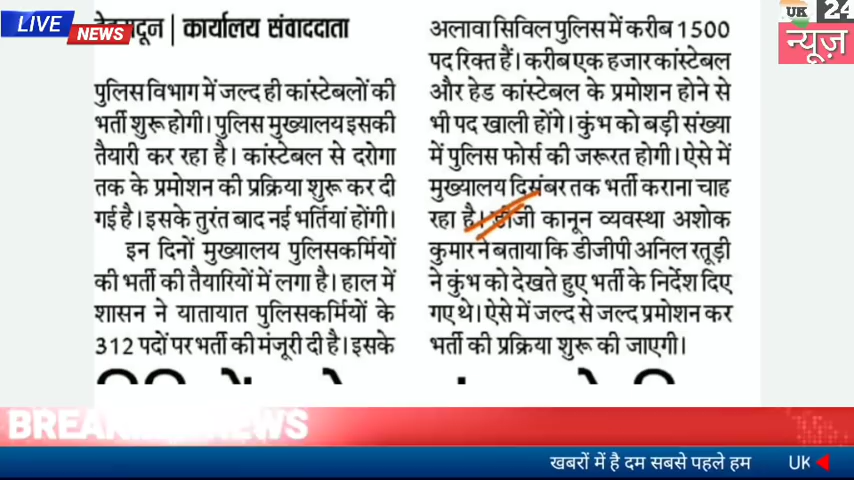 LIVE
NEWS
UK 24
न्यूज़
कार्यालय संवाददाता
पुलिस विभाग में जल्द ही कांस्टेबलों की
भर्ती शुरू होगी। पुलिस मुख्यालय इसकी
तैयारी कर रहा है। कांस्टेबल से दरोगा
तक के प्रमोशन की प्रक्रिया शुरू कर दी
गई है। इसके तुरंत बाद नई भर्तियां होंगी।
इन दिनों मुख्यालय पुलिसकर्मियों
की भर्ती की तैयारियों में लगा है। हाल में
शासन ने यातायात पुलिसकर्मियों के
312 पदों पर भर्ती की मंजूरी दी है। इसके
अलावा सिविल पुलिस में करीब 1500
पद रिक्त हैं। करीब एक हजार कांस्टेबल
और हेड कांस्टेबल के प्रमोशन होने से
भी पद खाली होंगे। कुंभ को बड़ी संख्या
में पुलिस फोर्स की जरूरत होगी। ऐसे में
मुख्यालय दिसंबर तक भर्ती कराना चाह
रहा है। डीजी कानून व्यवस्था अशोक
कुमार ने बताया कि डीजीपी अनिल रतूड़ी
ने कुंभ को देखते हुए भर्ती के निर्देश दिए
गए थे। ऐसे में जल्द से जल्द प्रमोशन कर
भर्ती की प्रक्रिया शुरू की जाएगी।
BREAKING NEWS
खबरों में है दम सबसे पहले हम UK